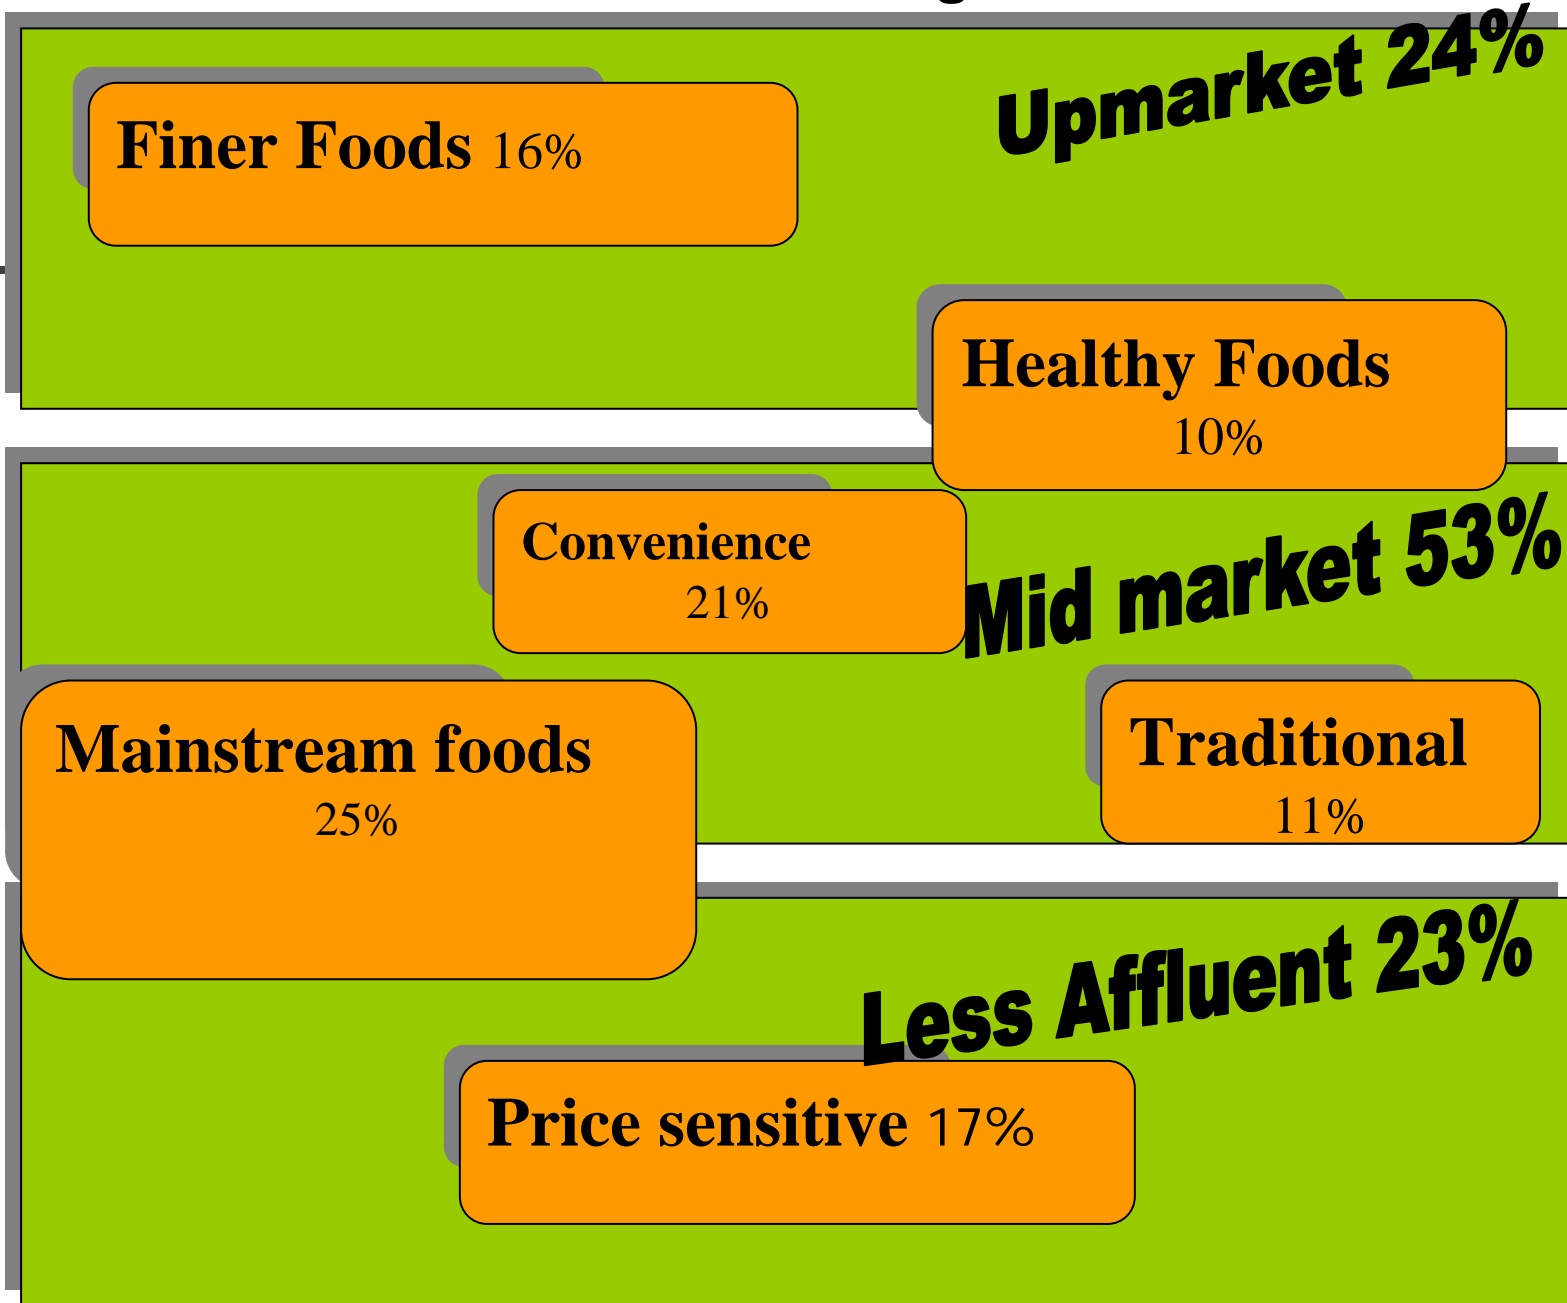 Upmarket 24%
Finer Foods 16%
Healthy Foods
10%
Convenience
21%
Mid market 53%
Mainstream foods
25%
Traditional
11%
Less Affluent 23%
Price sensitive 17%